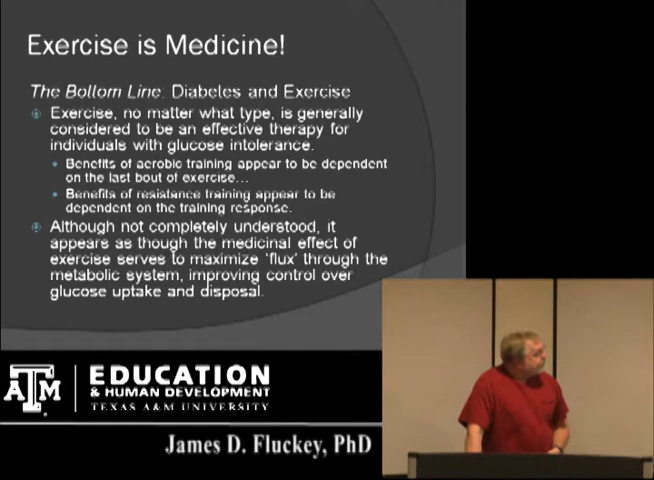 Exercise is Medicine!
The Bottom Line: Diabetes and Exercise
Exercise, no matter what type, is generally
considered to be an effective therapy for
individuals with glucose intolerance.
Benefits of aerobic training appear to be dependent
on the last bout of exercise...
Benefits of resistance training appear to be
dependent on the training response.
Although not completely understood, it
appears as though the medicinal effect of
exercise serves to maximize 'flux' through the
metabolic system, improving control over
glucose uptake and disposal.
ATM
EDUCATION
& HUMAN DEVELOPMENT
TEXAS A&M UNIVERSITY
James D. Fluckey, PhD